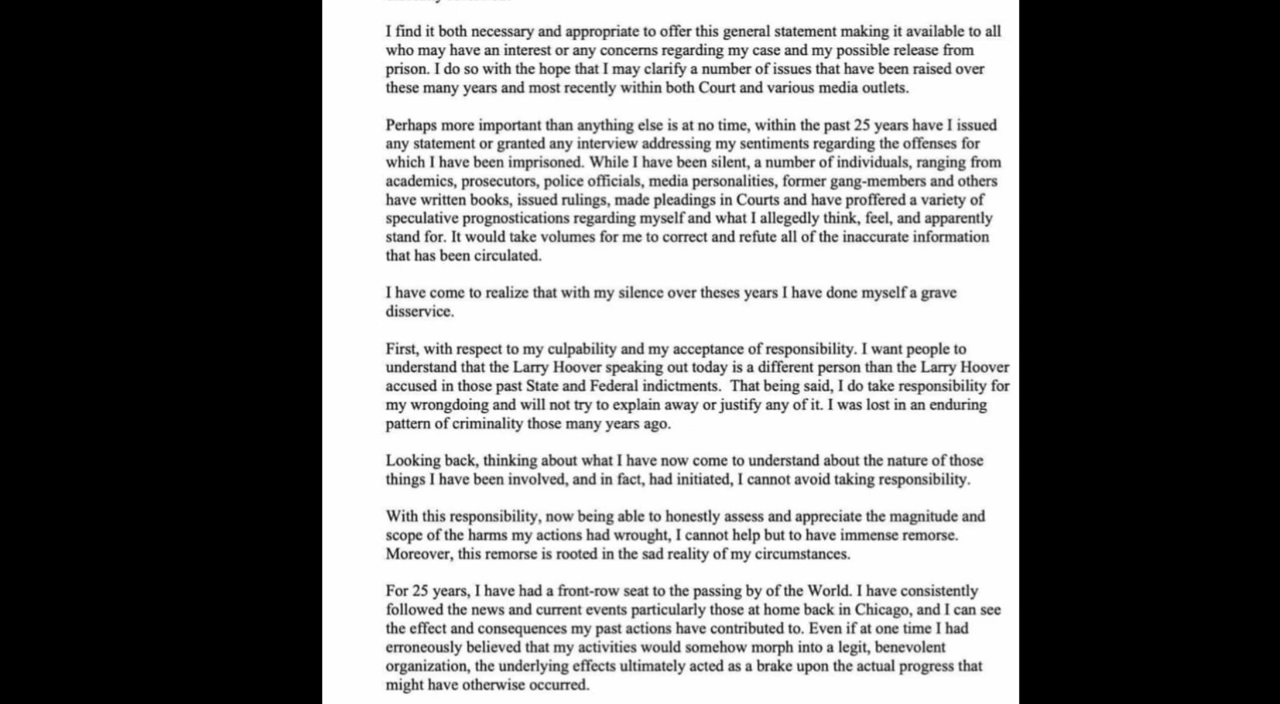 I find it both necessary and appropriate to offer this general statement making it available to all
who may have an interest or any concerns regarding my case and my possible release from
prison. I do so with the hope that I may clarify a number of issues that have been raised over
these many years and most recently within both Court and various media outlets.
Perhaps more important than anything else is at no time, within the past 25 years have I issued
any statement or granted any interview addressing my sentiments regarding the offenses for
which I have been imprisoned. While I have been silent, a number of individuals, ranging from
academics, prosecutors, police officials, media personalities, former gang-members and others
have written books, issued rulings, made pleadings in Courts and have proffered a variety of
speculative prognostications regarding myself and what I allegedly think, feel, and apparently
stand for. It would take volumes for me to correct and refute all of the inaccurate information
that has been circulated.
I have come to realize that with my silence over theses years I have done myself a grave
disservice.
First, with respect to my culpability and my acceptance of responsibility. I want people to
understand that the Larry Hoover speaking out today is a different person than the Larry Hoover
accused in those past State and Federal indictments. That being said, I do take responsibility for
my wrongdoing and will not try to explain away or justify any of it. I was lost in an enduring
pattern of criminality those many years ago.
Looking back, thinking about what I have now come to understand about the nature of those
things I have been involved, and in fact, had initiated, I cannot avoid taking responsibility.
With this responsibility, now being able to honestly assess and appreciate the magnitude and
scope of the harms my actions had wrought, I cannot help but to have immense remorse.
Moreover, this remorse is rooted in the sad reality of my circumstances.
For 25 years, I have had a front-row seat to the passing by of the World. I have consistently
followed the news and current events particularly those at home back in Chicago, and I can see
the effect and consequences my past actions have contributed to. Even if at one time I had
erroneously believed that my activities would somehow morph into a legit, benevolent
organization, the underlying effects ultimately acted as a brake upon the actual progress that
might have otherwise occurred.